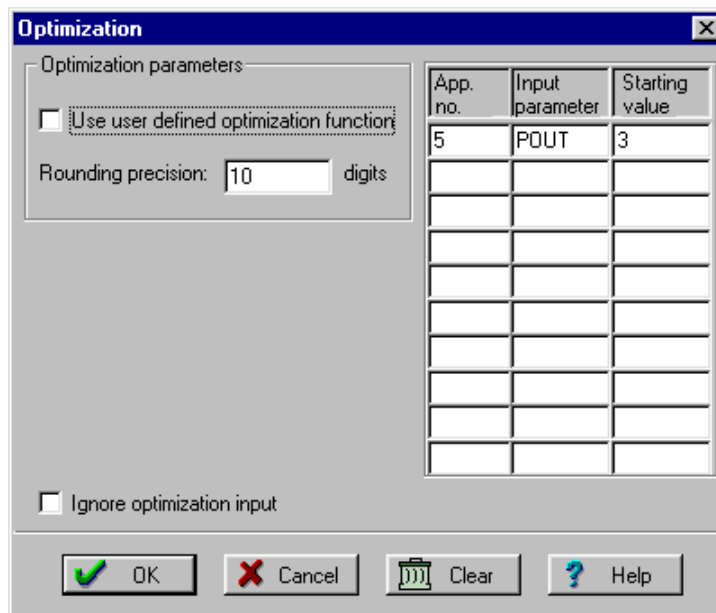 Optimization
Optimization parameters
Use user defined optimization function
Rounding precision: 10 digits
App. no. Input parameter Starting value
5 POUT 3
Ignore optimization input
OK Cancel Clear Help